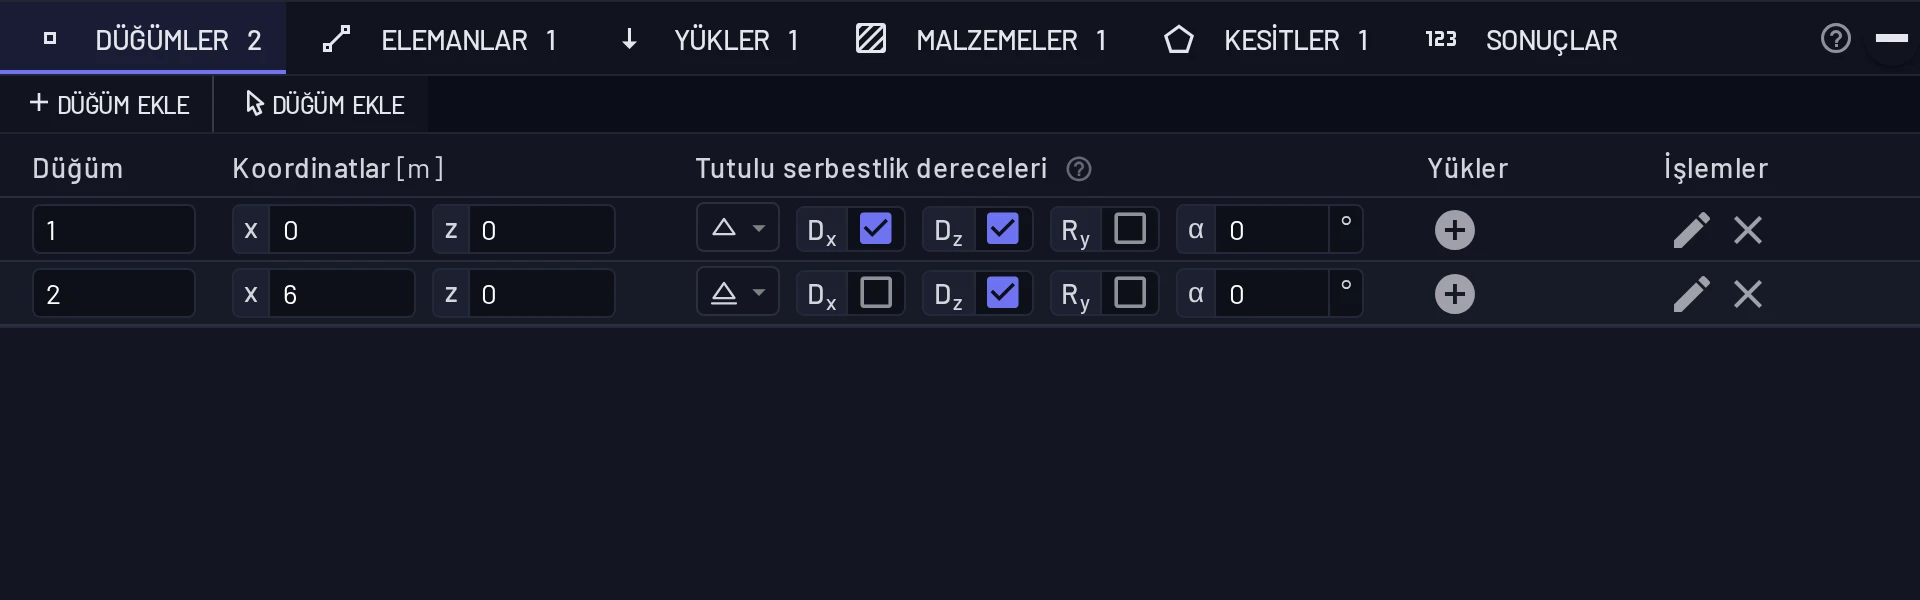 DÜĞÜMLER 2 ELEMANLAR 1 YÜKLER 1 MALZEMELER 1 KESİTLER 1 123 SONUÇLAR
DÜĞÜM EKLE DÜĞÜM EKLE
Düğüm Koordinatlar [m] Tutulu serbestlik dereceleri Yükler İşlemler
1 x 0 z 0 Dx Dz Ry α 0 °
2 x 6 z 0 Dx Dz Ry α 0 °